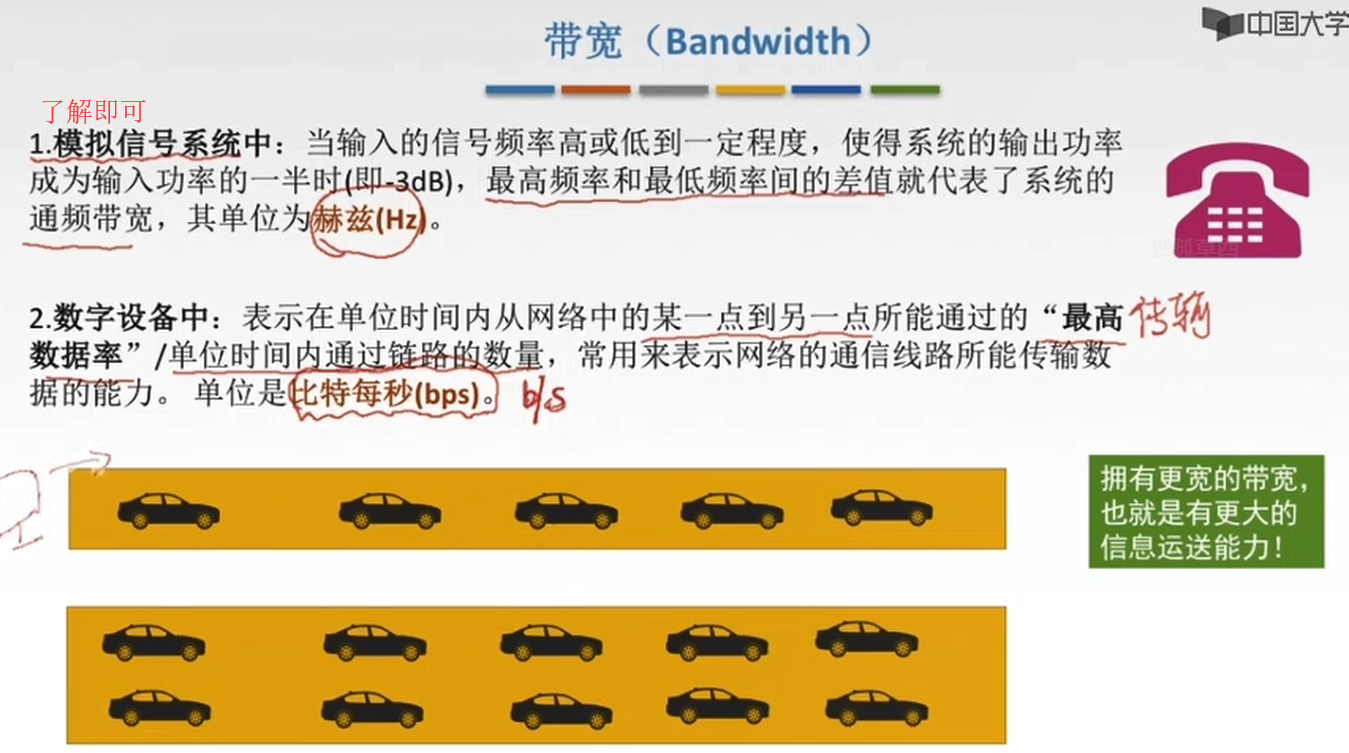 带宽（Bandwidth）
中国大学
了解即可
1.模拟信号系统中：当输入的信号频率高或低到一定程度，使得系统的输出功率
成为输入功率的一半时(即-3dB)，最高频率和最低频率间的差值就代表了系统的
通频带宽，其单位为赫兹(Hz)。
2.数字设备中：表示在单位时间内从网络中的某一点到另一点所能通过的“最高
传输
数据率”/单位时间内通过链路的数量，常用来表示网络的通信线路所能传输数
据的能力。 单位是比特每秒(bps)。
b/s
拥有更宽的带宽，
也就是有更大的
信息运送能力！